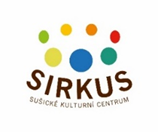 SIRKUS
SUŠICKÉ KULTURNÍ CENTRUM